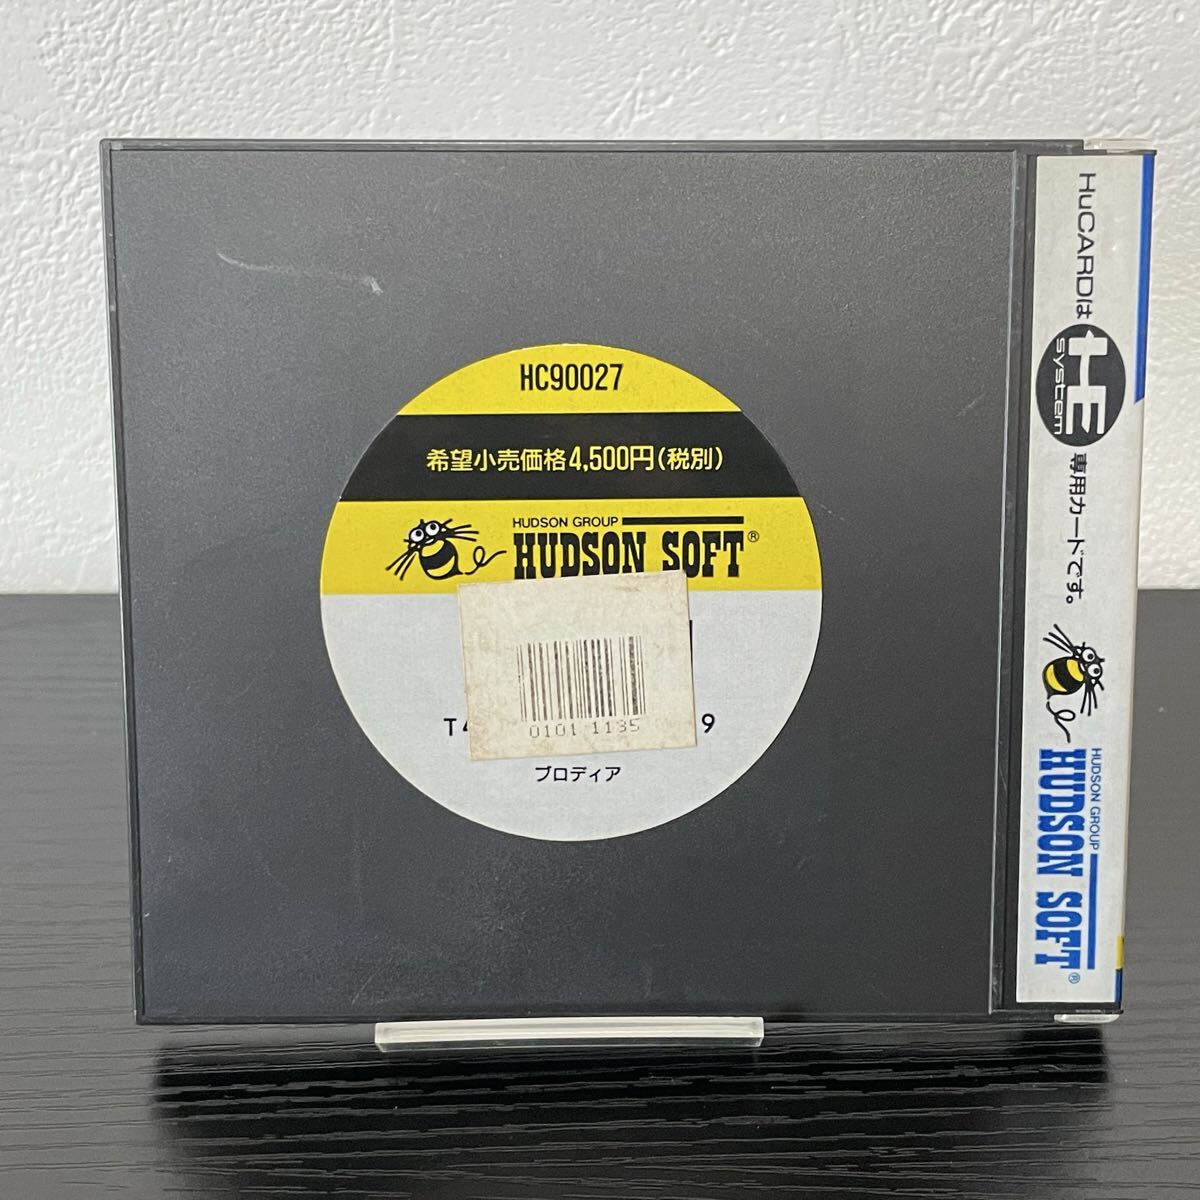 HC90027
希望小売価格4,500円(税別)
HUDSON GROUP
HUDSON SOFT®
0101 1135
T4 9
ブロディア
HuCARDは HE system 専用カードです。
HUDSON GROUP
HUDSON SOFT®